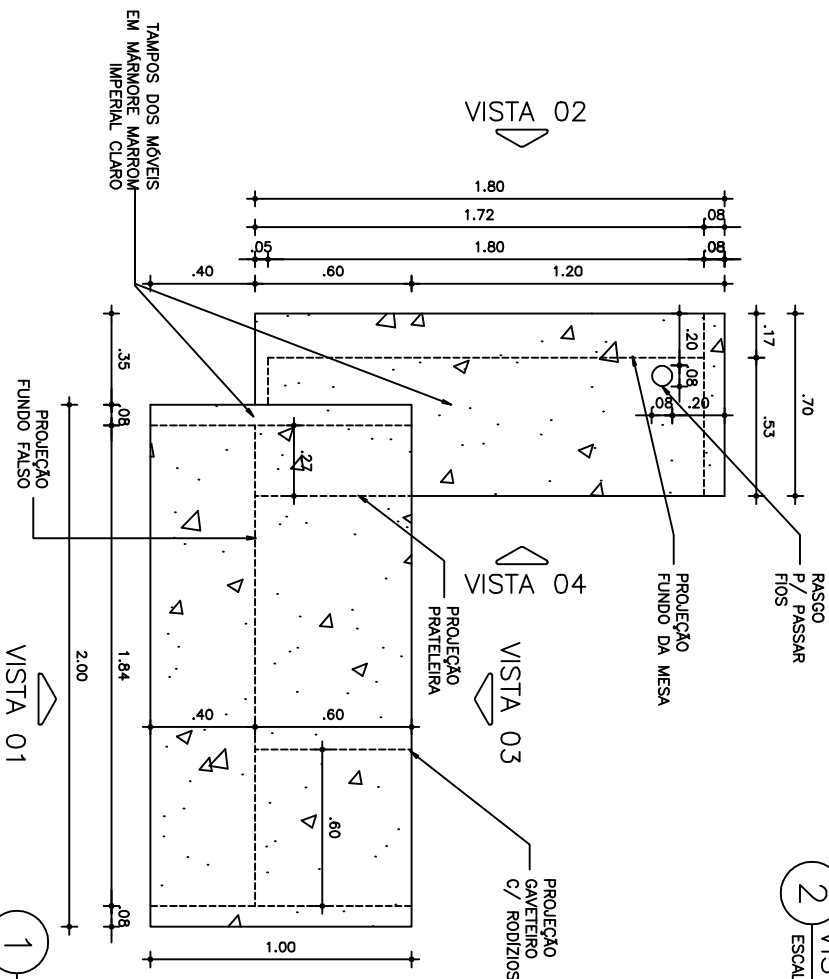 TAMPOS DOS MÓVEIS
EM MÁRMORE MARROM
IMPERIAL CLARO
VISTA 02
1.80
1.72
.08
.05
1.80
.08
.40
.60
1.20
.35
.08
1.84
.08
2.00
.17
.53
.70
.20
.08
.08
.20
.27
.40
.60
.60
1.00
RASGO
P/ PASSAR
FIOS
PROJEÇÃO
FUNDO DA MESA
VISTA 04
PROJEÇÃO
PRATELEIRA
VISTA 03
PROJEÇÃO
FUNDO FALSO
VISTA 01
PROJEÇÃO
GAVETEIRO
C/ RODÍZIOS
2
VIS
ESCAL
1